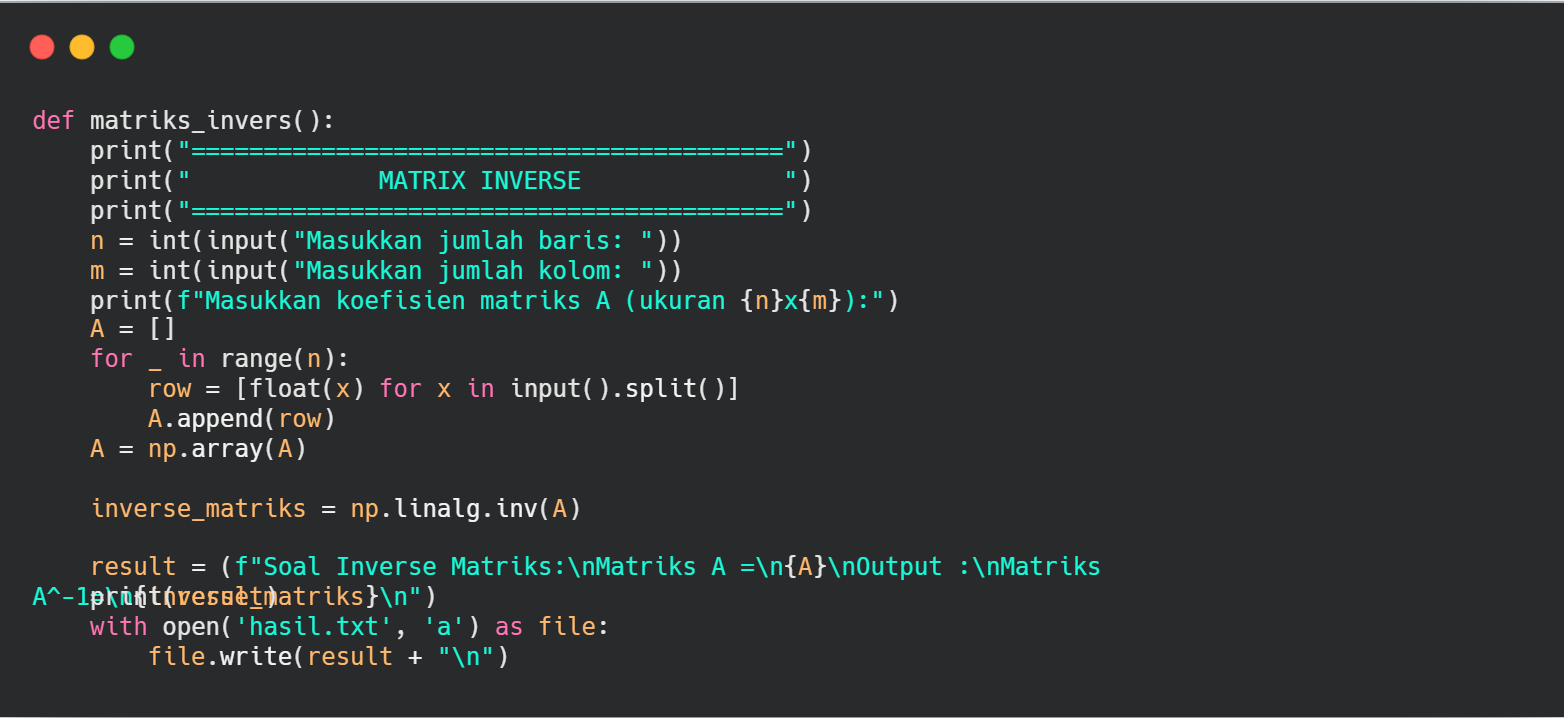 def matriks_invers():
    print("=========================================")
    print("             MATRIX INVERSE              ")
    print("=========================================")
    n = int(input("Masukkan jumlah baris: "))
    m = int(input("Masukkan jumlah kolom: "))
    print(f"Masukkan koefisien matriks A (ukuran {n}x{m}):")
    A = []
    for _ in range(n):
        row = [float(x) for x in input().split()]
        A.append(row)
    A = np.array(A)
    inverse_matriks = np.linalg.inv(A)
    result = (f"Soal Inverse Matriks:\nMatriks A =\n{A}\nOutput :\nMatriks
A^-1=\n{inverse_matriks}\n")
    print(result)
    with open('hasil.txt', 'a') as file:
        file.write(result + "\n")